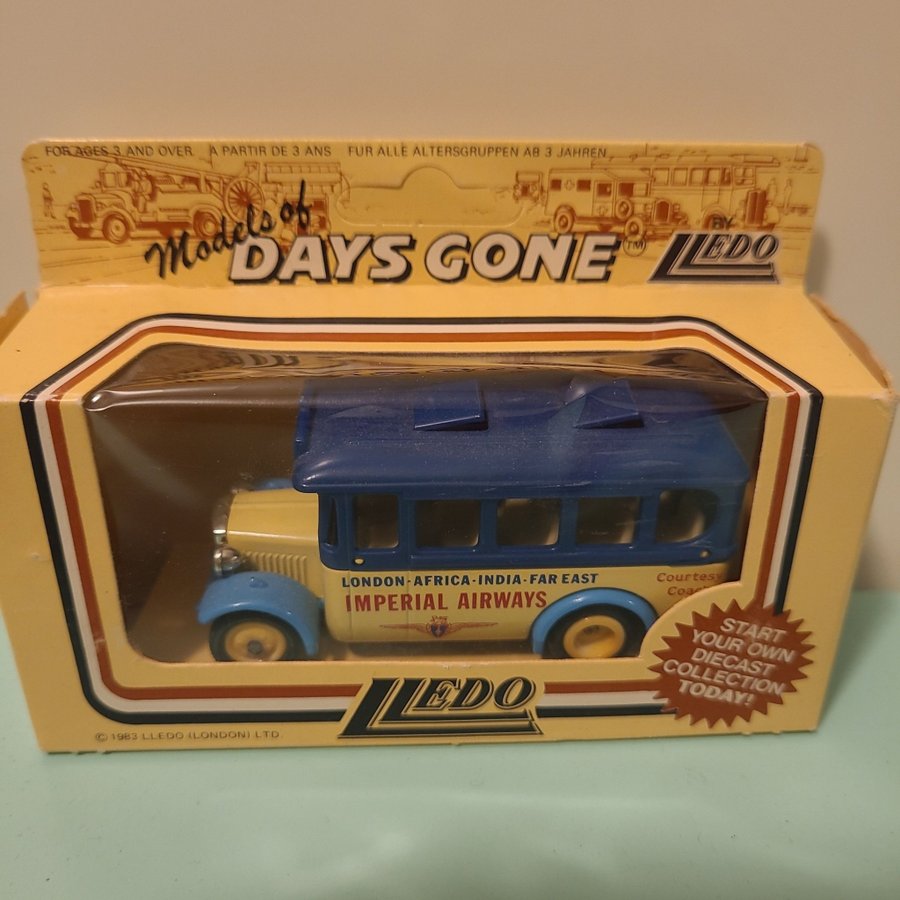 FOR AGES 3 AND OVER A PARTIR DE 3 ANS FUR ALLE ALTERSGRUPPEN AB 3 JAHREN
Models of
DAYS GONE™
BY
LLEDO
LONDON-AFRICA-INDIA-FAR EAST
IMPERIAL AIRWAYS
Courtesy
START
YOUR OWN
DIECAST
COLLECTION
TODAY!
LLEDO
© 1983 LLEDO (LONDON) LTD.